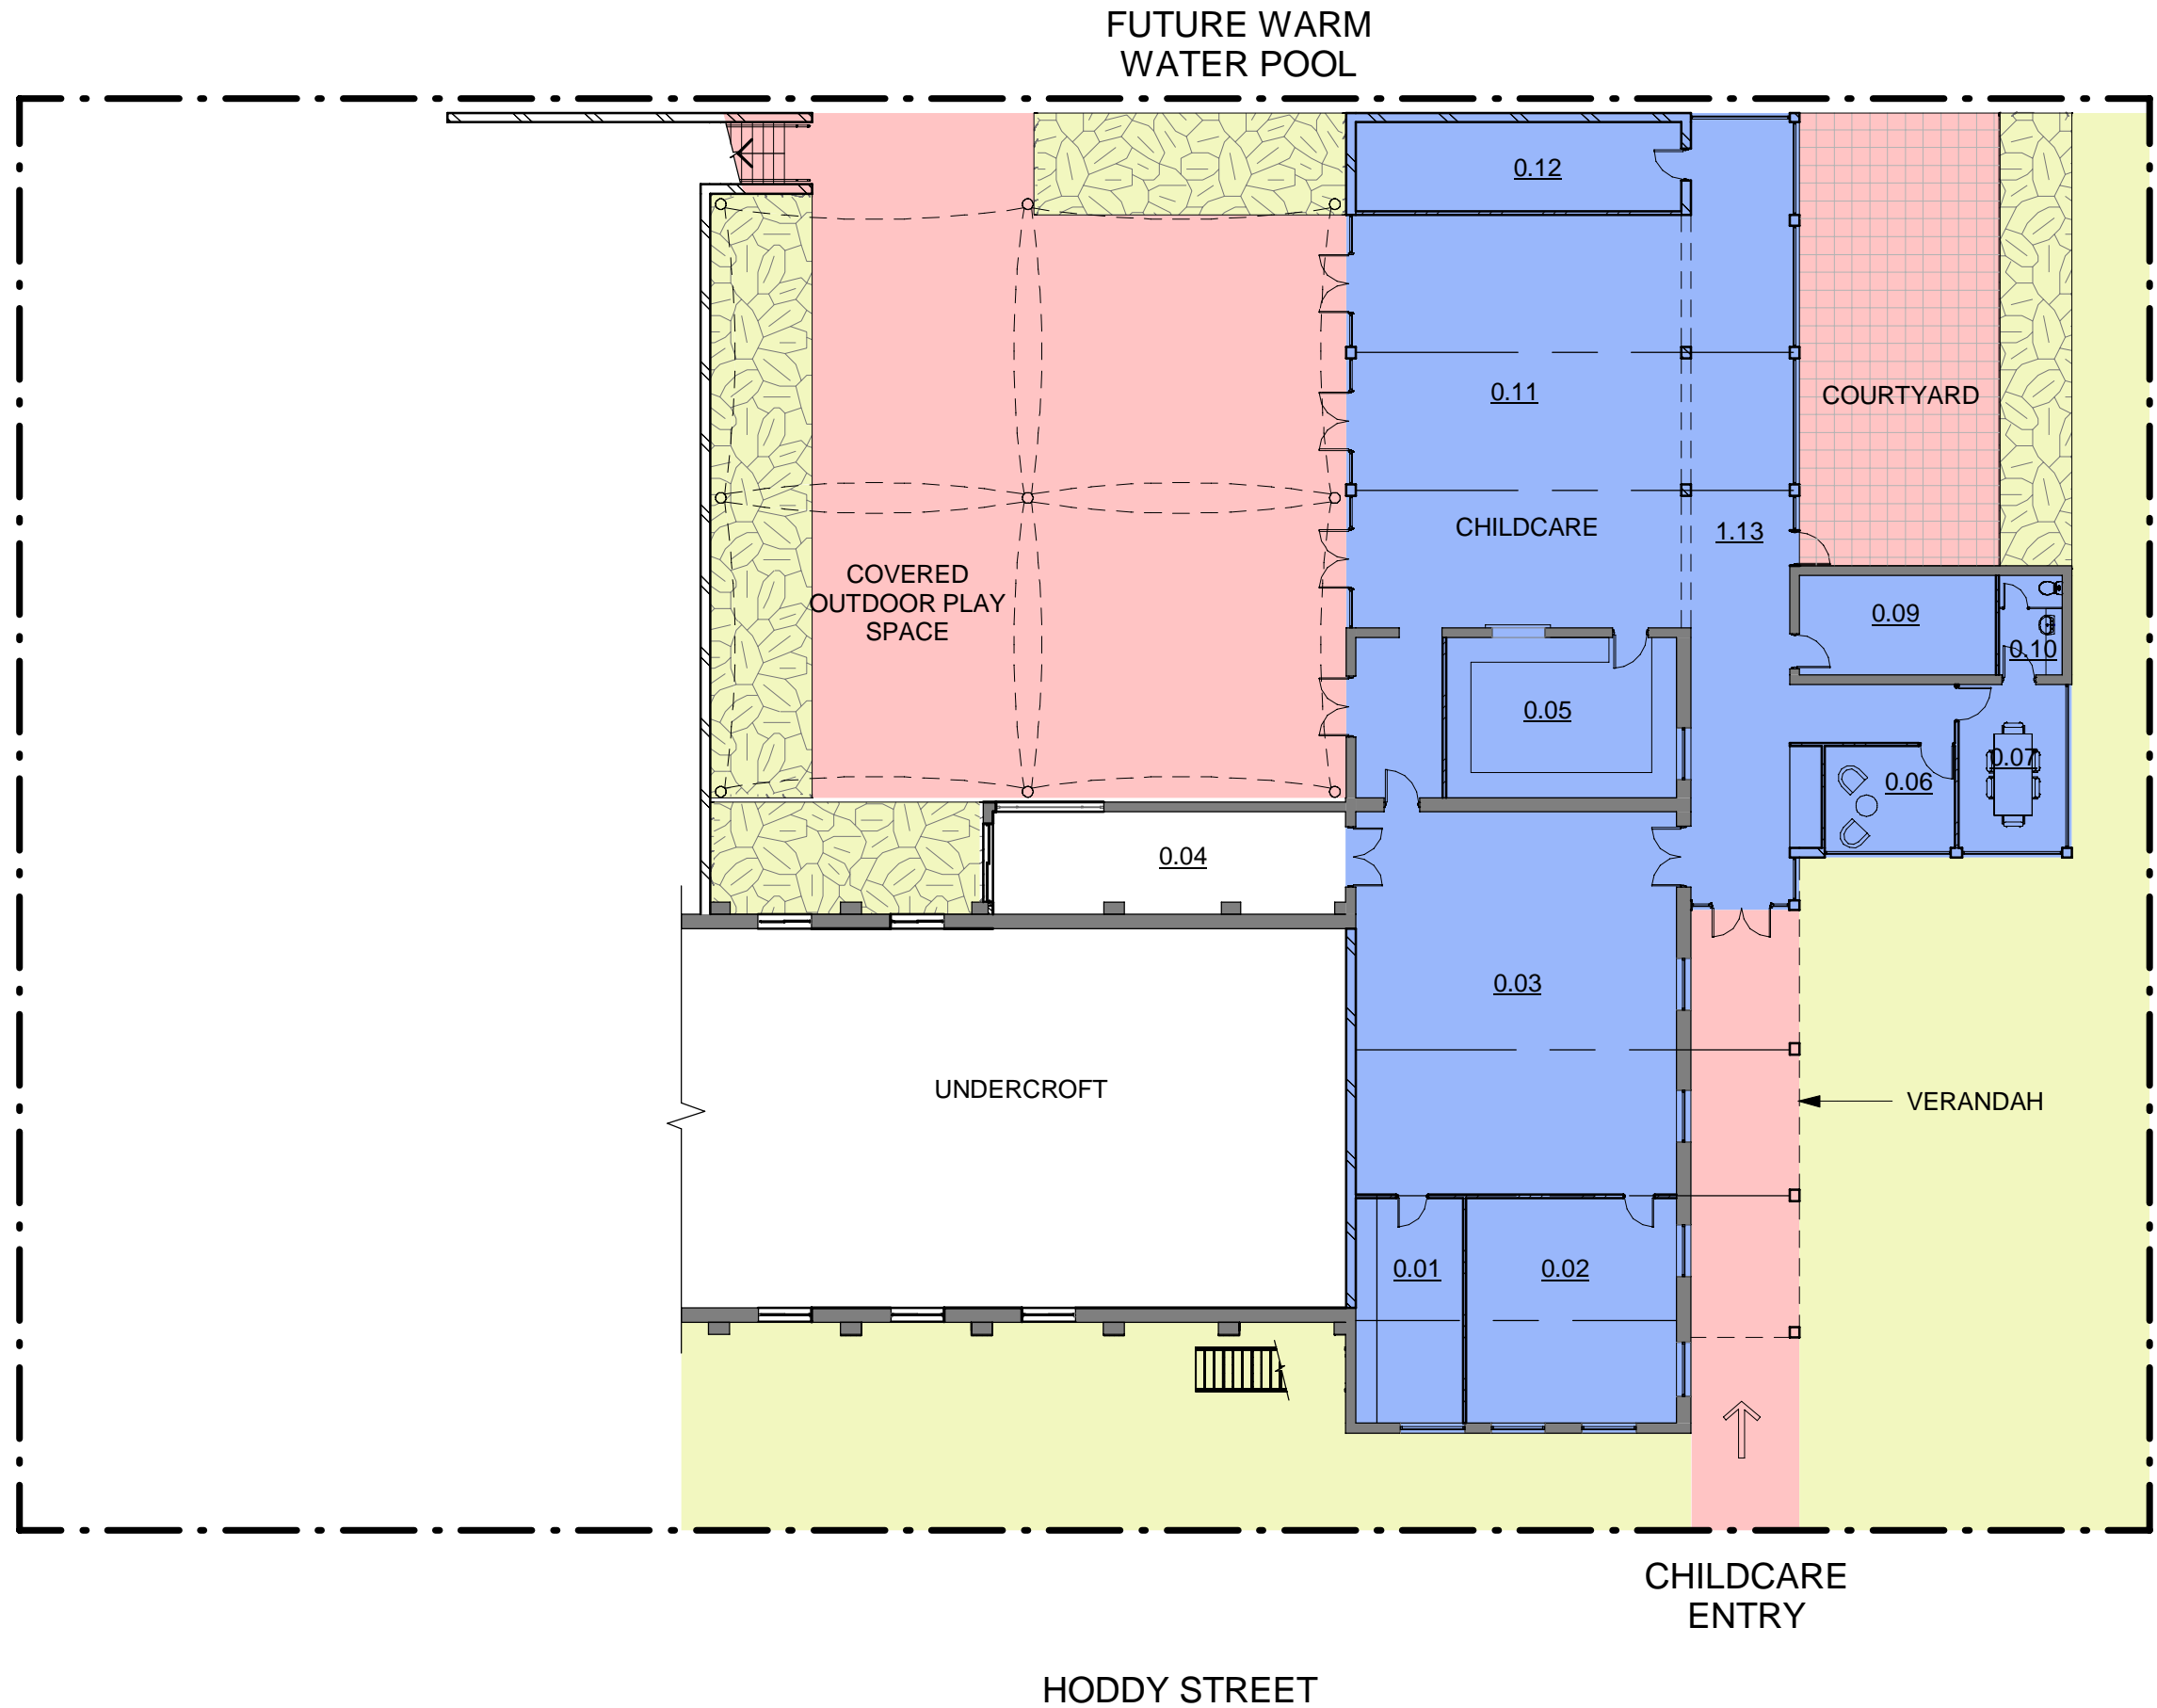 FUTURE WARM
WATER POOL
0.12
0.11
COURTYARD
CHILDCARE
1.13
COVERED
OUTDOOR PLAY
SPACE
0.09
0.10
0.05
0.07
0.06
0.04
0.03
UNDERCROFT
VERANDAH
0.01
0.02
CHILDCARE
ENTRY
HODDY STREET